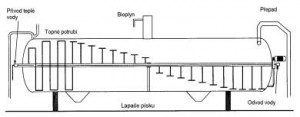 Přívod teplé
vody
Bioplyn
Přepad
Topné potrubí
Lapače písku
Odvod vody